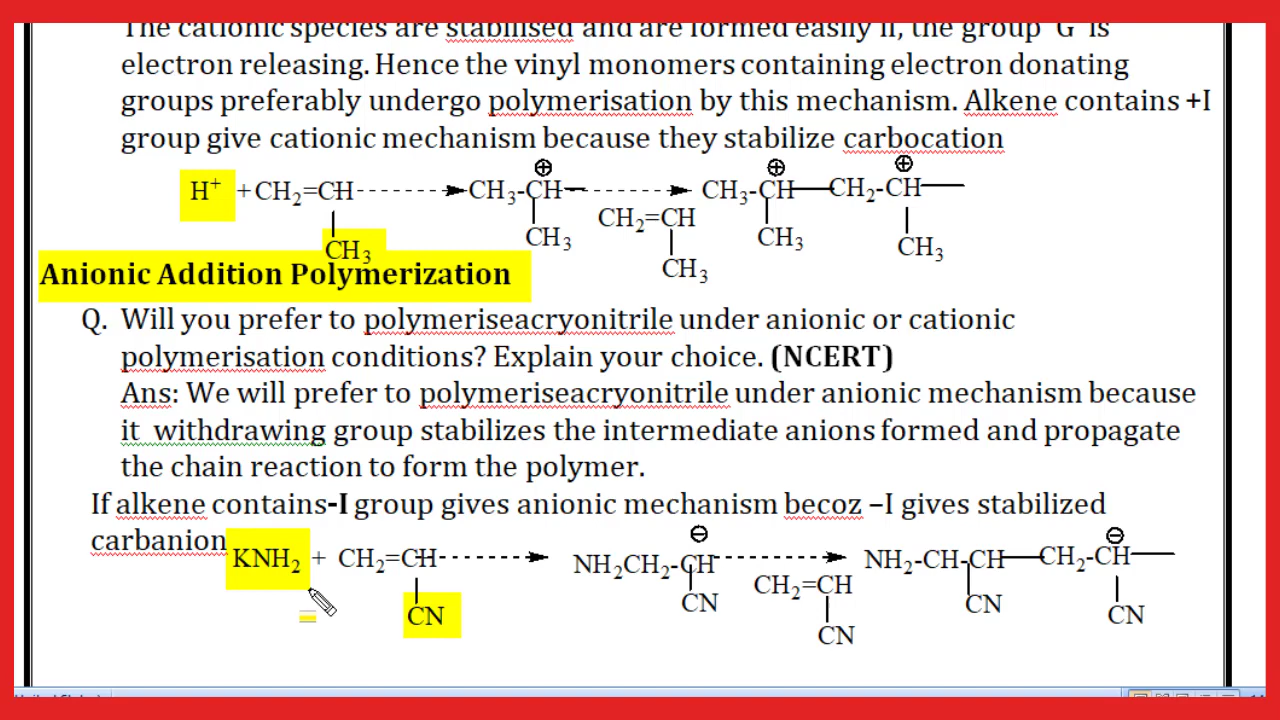 The cationic species are stabilised and are formed easily if, the group 'G' is
electron releasing. Hence the vinyl monomers containing electron donating
groups preferably undergo polymerisation by this mechanism. Alkene contains +I
group give cationic mechanism because they stabilize carbocation
H⁺ + CH₂=CH CH₃-CH CH₃-CH CH₂-CH
CH₂=CH
CH₃ CH₃ CH₃ CH₃ CH₃
Anionic Addition Polymerization
Q. Will you prefer to polymeriseacryonitrile under anionic or cationic
polymerisation conditions? Explain your choice. (NCERT)
Ans: We will prefer to polymeriseacryonitrile under anionic mechanism because
it withdrawing group stabilizes the intermediate anions formed and propagate
the chain reaction to form the polymer.
If alkene contains-I group gives anionic mechanism becoz –I gives stabilized
carbanion
KNH₂ + CH₂=CH NH₂CH₂-CH NH₂-CH-CH CH₂-CH
CH₂=CH
CN CN CN CN CN